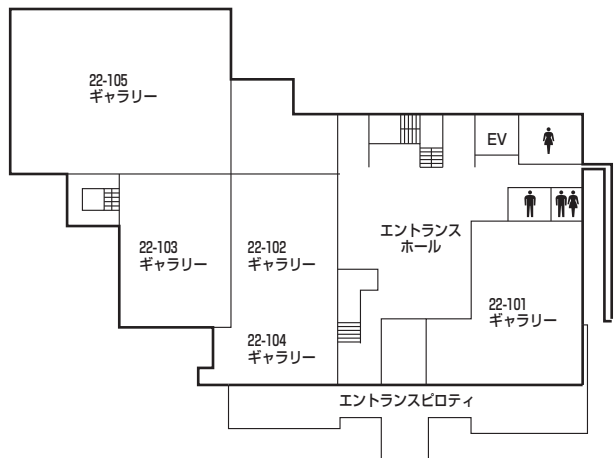 22-105
ギャラリー
EV
22-103
ギャラリー
22-102
ギャラリー
エントランス
ホール
22-101
ギャラリー
22-104
ギャラリー
エントランスピロティ